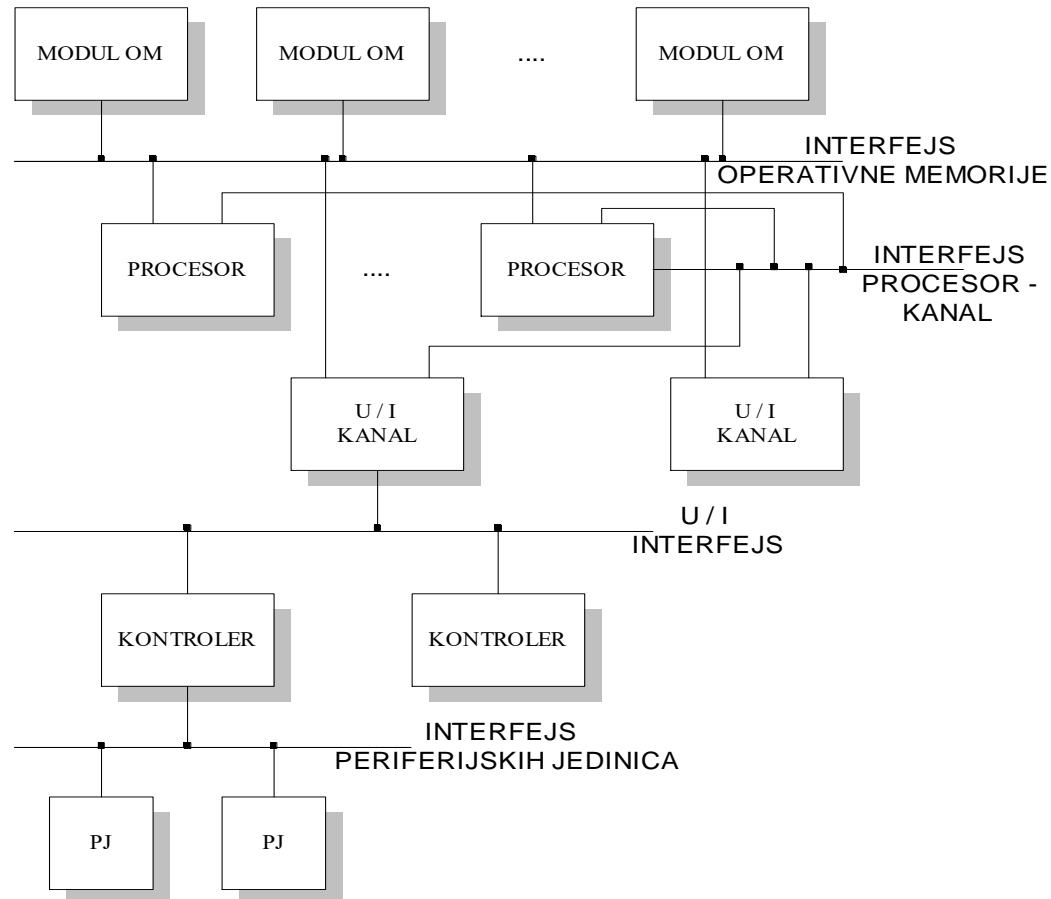 MODUL OM
MODUL OM
....
MODUL OM
INTERFEJS
OPERATIVNE MEMORIJE
PROCESOR
....
PROCESOR
INTERFEJS
PROCESOR -
KANAL
U / I
KANAL
U / I
KANAL
U / I
INTERFEJS
KONTROLER
KONTROLER
INTERFEJS
PERIFERIJSKIH JEDINICA
PJ
PJ